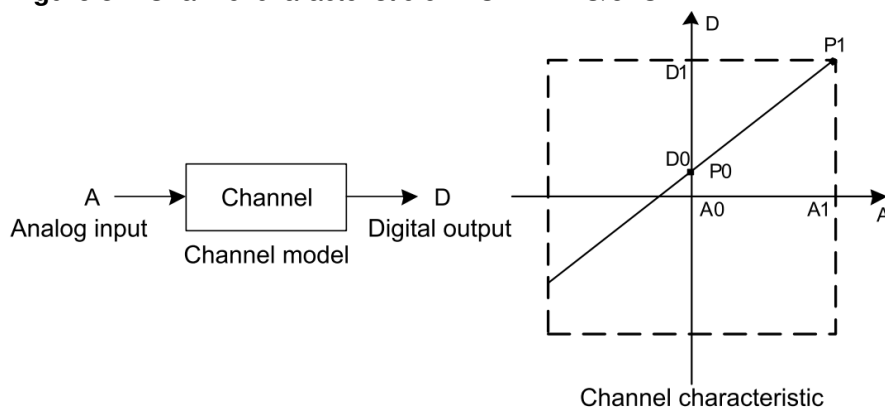 D
P1
D1
D0
P0
A
Channel
D
A0
A1
A
Analog input
Digital output
Channel model
Channel characteristic